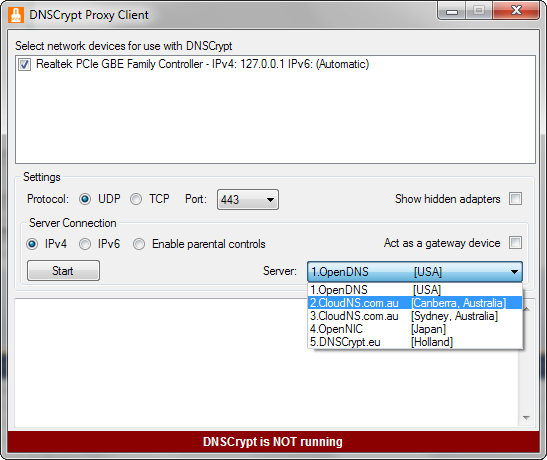 DNSCrypt Proxy Client
Select network devices for use with DNSCrypt
Realtek PCIe GBE Family Controller - IPv4: 127.0.0.1 IPv6: (Automatic)
Settings
Protocol: UDP TCP Port: 443 Show hidden adapters
Server Connection
IPv4 IPv6 Enable parental controls Act as a gateway device
Start Server: 1.OpenDNS [USA]
1.OpenDNS [USA]
2.CloudNS.com.au [Canberra, Australia]
3.CloudNS.com.au [Sydney, Australia]
4.OpenNIC [Japan]
5.DNSCrypt.eu [Holland]
DNSCrypt is NOT running